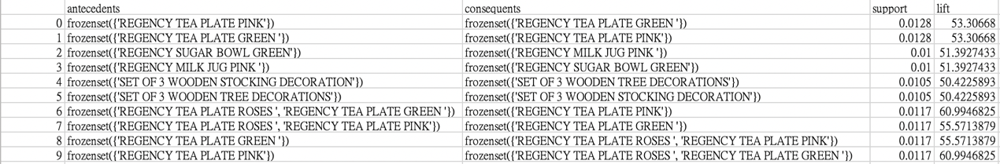 antecedents consequents support lift
0 frozenset({'REGENCY TEA PLATE PINK'}) frozenset({'REGENCY TEA PLATE GREEN '}) 0.0128 53.30668
1 frozenset({'REGENCY TEA PLATE GREEN '}) frozenset({'REGENCY TEA PLATE PINK'}) 0.0128 53.30668
2 frozenset({'REGENCY SUGAR BOWL GREEN'}) frozenset({'REGENCY MILK JUG PINK '}) 0.01 51.3927433
3 frozenset({'REGENCY MILK JUG PINK '}) frozenset({'REGENCY SUGAR BOWL GREEN'}) 0.01 51.3927433
4 frozenset({'SET OF 3 WOODEN STOCKING DECORATION'}) frozenset({'SET OF 3 WOODEN TREE DECORATIONS'}) 0.0105 50.4225893
5 frozenset({'SET OF 3 WOODEN TREE DECORATIONS'}) frozenset({'SET OF 3 WOODEN STOCKING DECORATION'}) 0.0105 50.4225893
6 frozenset({'REGENCY TEA PLATE ROSES ', 'REGENCY TEA PLATE GREEN '}) frozenset({'REGENCY TEA PLATE PINK'}) 0.0117 60.9946825
7 frozenset({'REGENCY TEA PLATE ROSES ', 'REGENCY TEA PLATE PINK'}) frozenset({'REGENCY TEA PLATE GREEN '}) 0.0117 55.5713879
8 frozenset({'REGENCY TEA PLATE GREEN '}) frozenset({'REGENCY TEA PLATE ROSES ', 'REGENCY TEA PLATE PINK'}) 0.0117 55.5713879
9 frozenset({'REGENCY TEA PLATE PINK'}) frozenset({'REGENCY TEA PLATE ROSES ', 'REGENCY TEA PLATE GREEN '}) 0.0117 60.9946825